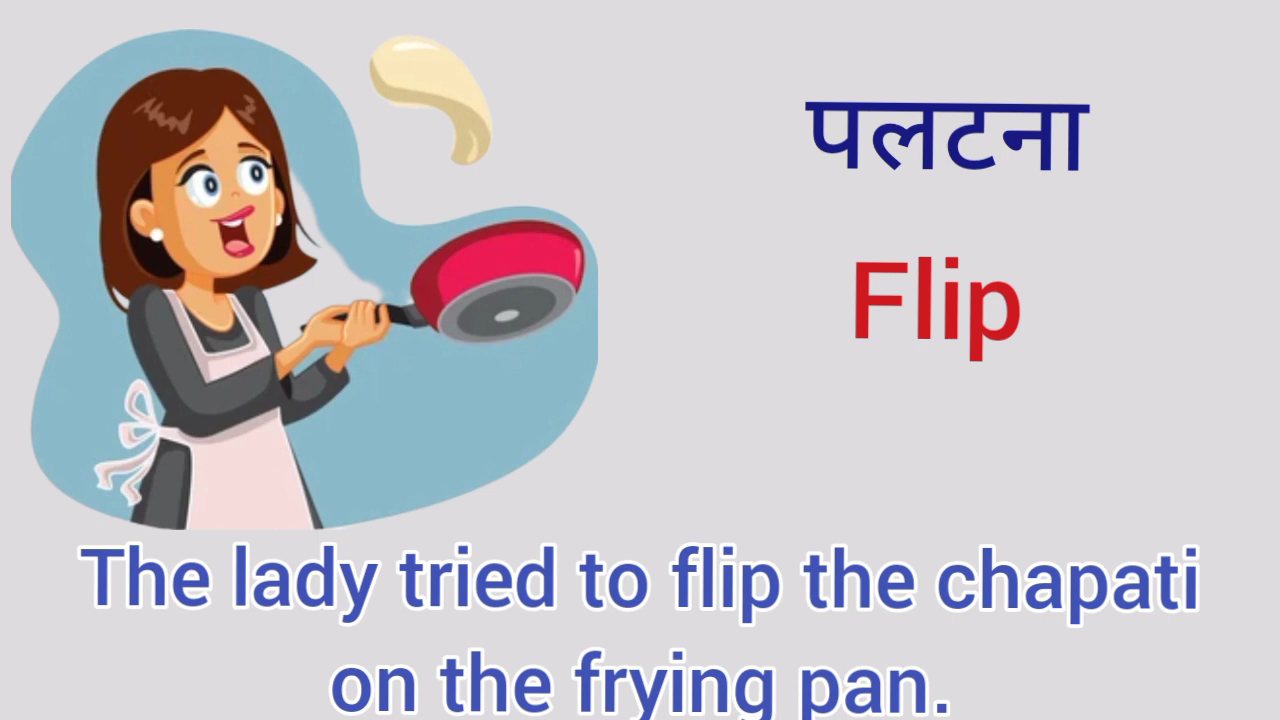 पलटना
Flip
The lady tried to flip the chapati
on the frying pan.